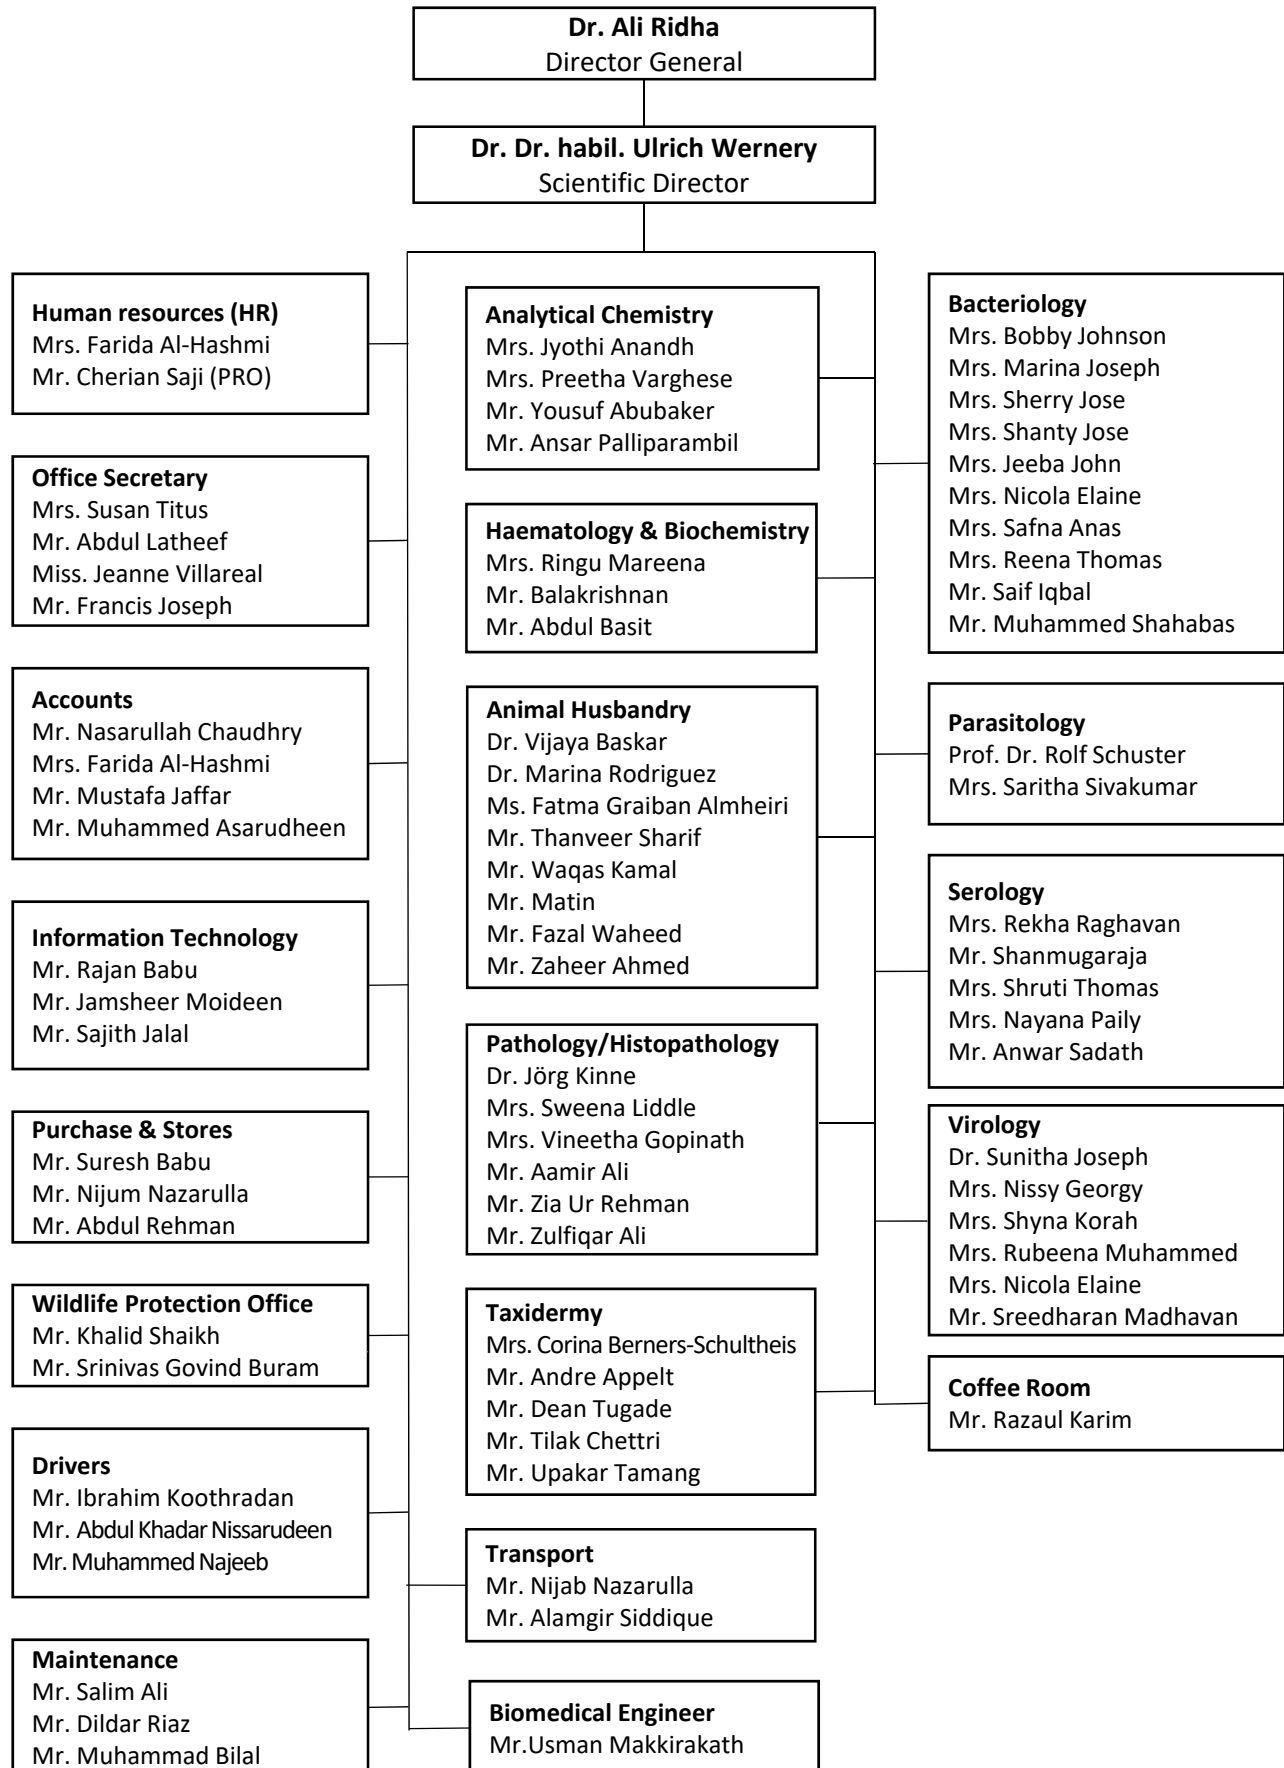 Dr. Ali Ridha
Director General
Dr. Dr. habil. Ulrich Wernery
Scientific Director
Human resources (HR)
Mrs. Farida Al-Hashmi
Mr. Cherian Saji (PRO)
Office Secretary
Mrs. Susan Titus
Mr. Abdul Latheef
Miss. Jeanne Villareal
Mr. Francis Joseph
Accounts
Mr. Nasarullah Chaudhry
Mrs. Farida Al-Hashmi
Mr. Mustafa Jaffar
Mr. Muhammed Asarudheen
Information Technology
Mr. Rajan Babu
Mr. Jamsheer Moideen
Mr. Sajith Jalal
Purchase & Stores
Mr. Suresh Babu
Mr. Nijum Nazarulla
Mr. Abdul Rehman
Wildlife Protection Office
Mr. Khalid Shaikh
Mr. Srinivas Govind Buram
Drivers
Mr. Ibrahim Koothradan
Mr. Abdul Khadar Nissarudeen
Mr. Muhammed Najeeb
Maintenance
Mr. Salim Ali
Mr. Dildar Riaz
Mr. Muhammad Bilal
Analytical Chemistry
Mrs. Jyothi Anandh
Mrs. Preetha Varghese
Mr. Yousuf Abubaker
Mr. Ansar Palliparambil
Haematology & Biochemistry
Mrs. Ringu Mareena
Mr. Balakrishnan
Mr. Abdul Basit
Animal Husbandry
Dr. Vijaya Baskar
Dr. Marina Rodriguez
Ms. Fatma Graiban Almheiri
Mr. Thanveer Sharif
Mr. Waqas Kamal
Mr. Matin
Mr. Fazal Waheed
Mr. Zaheer Ahmed
Pathology/Histopathology
Dr. Jörg Kinne
Mrs. Sweena Liddle
Mrs. Vineetha Gopinath
Mr. Aamir Ali
Mr. Zia Ur Rehman
Mr. Zulfiqar Ali
Taxidermy
Mrs. Corina Berners-Schultheis
Mr. Andre Appelt
Mr. Dean Tugade
Mr. Tilak Chettri
Mr. Upakar Tamang
Transport
Mr. Nijab Nazarulla
Mr. Alamgir Siddique
Biomedical Engineer
Mr.Usman Makkirakath
Bacteriology
Mrs. Bobby Johnson
Mrs. Marina Joseph
Mrs. Sherry Jose
Mrs. Shanty Jose
Mrs. Jeeba John
Mrs. Nicola Elaine
Mrs. Safna Anas
Mrs. Reena Thomas
Mr. Saif Iqbal
Mr. Muhammed Shahabas
Parasitology
Prof. Dr. Rolf Schuster
Mrs. Saritha Sivakumar
Serology
Mrs. Rekha Raghavan
Mr. Shanmugaraja
Mrs. Shruti Thomas
Mrs. Nayana Paily
Mr. Anwar Sadath
Virology
Dr. Sunitha Joseph
Mrs. Nissy Georgy
Mrs. Shyna Korah
Mrs. Rubeena Muhammed
Mrs. Nicola Elaine
Mr. Sreedharan Madhavan
Coffee Room
Mr. Razaul Karim